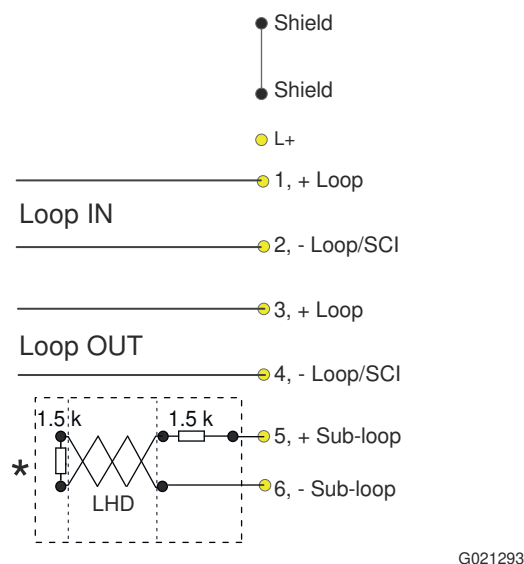 Shield
Shield
L+
1, + Loop
Loop IN
2, - Loop/SCI
3, + Loop
Loop OUT
4, - Loop/SCI
1.5 k
1.5 k
5, + Sub-loop
*
LHD
6, - Sub-loop
G021293